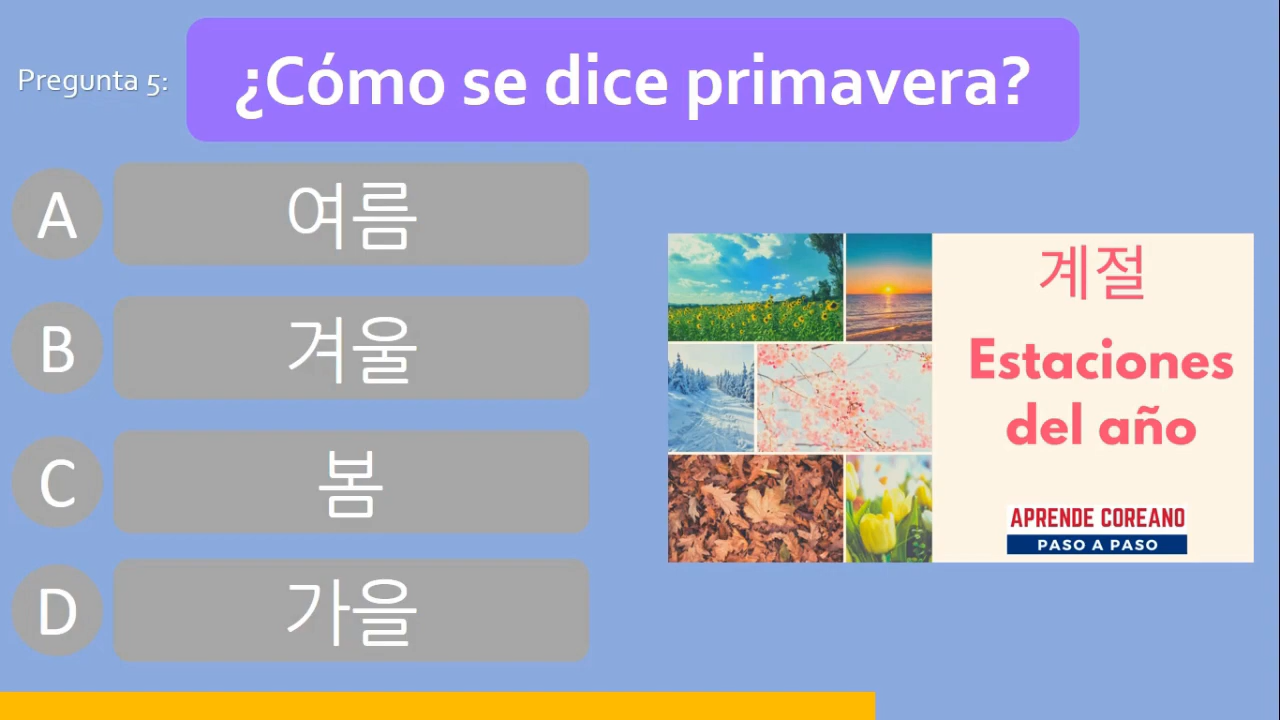 Pregunta 5:
¿Cómo se dice primavera?
A
여름
B
겨울
C
봄
D
가을
계절
Estaciones
del año
APRENDE COREANO
PASO A PASO